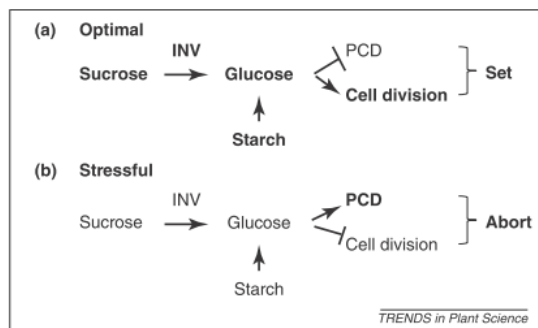 (a) Optimal
INV
PCD
Sucrose Glucose Set
Cell division
Starch
(b) Stressful
INV
PCD
Sucrose Glucose Abort
Cell division
Starch
TRENDS in Plant Science